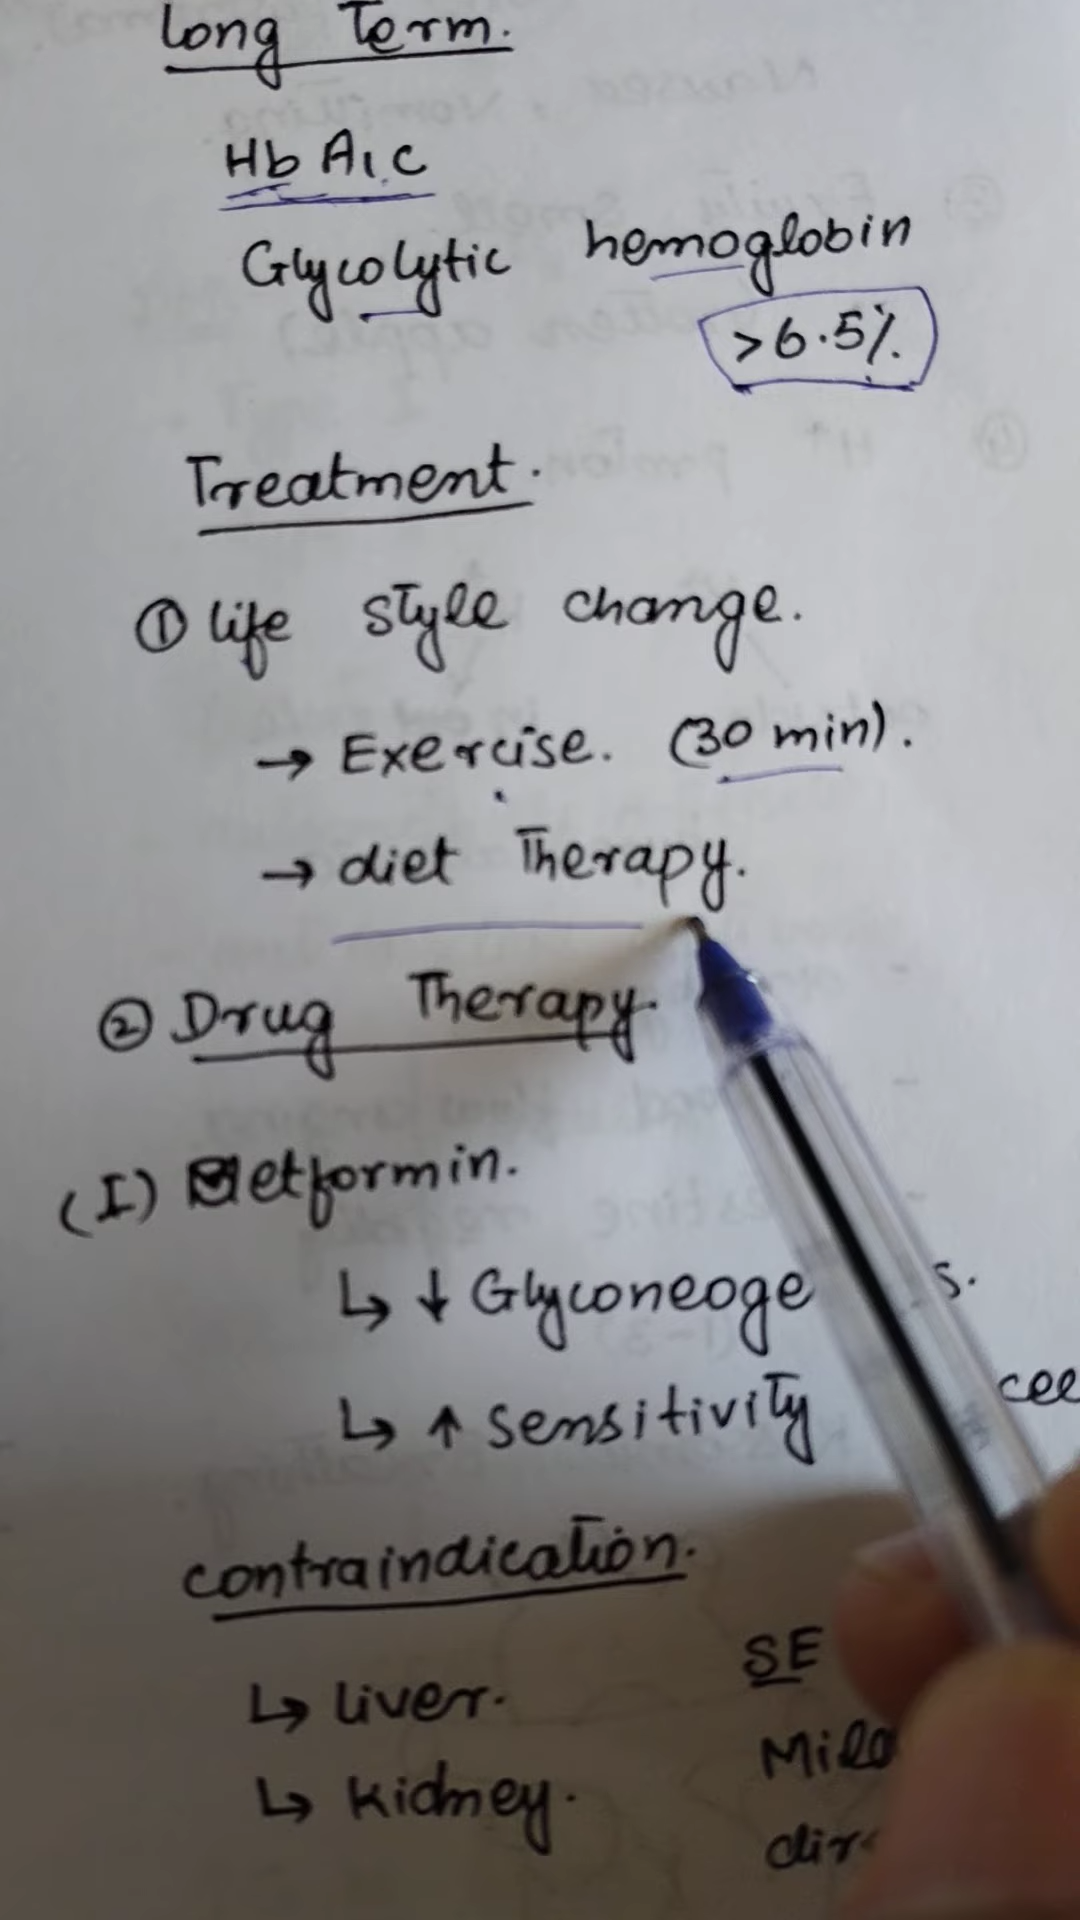 Long Term.
Hb A1c
Glycolytic hemoglobin
>6.5%
Treatment.
① life style change.
→ Exercise. (30 min).
→ diet Therapy.
② Drug Therapy.
(I) Metformin.
↳ ↓ Glyconeoge s.
↳ ↑ sensitivity
contraindication.
↳ liver.
↳ kidney.
SE